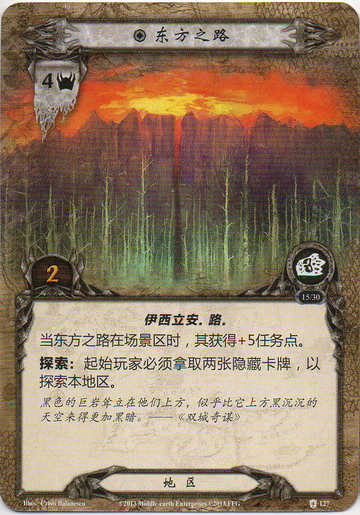 东方之路
4
2
15/30
伊西立安. 路.
当东方之路在场景区时，其获得+5任务点。
探索：起始玩家必须拿取两张隐藏卡牌，以
探索本地区。
黑色的巨岩耸立在他们上方，似乎比它上方黑沉沉的
天空来得更加黑暗。——《双城奇谋》
地 区
Illus. Cristi Balanescu
©2013 Middle-earth Enterprises ©2013 FFG
127